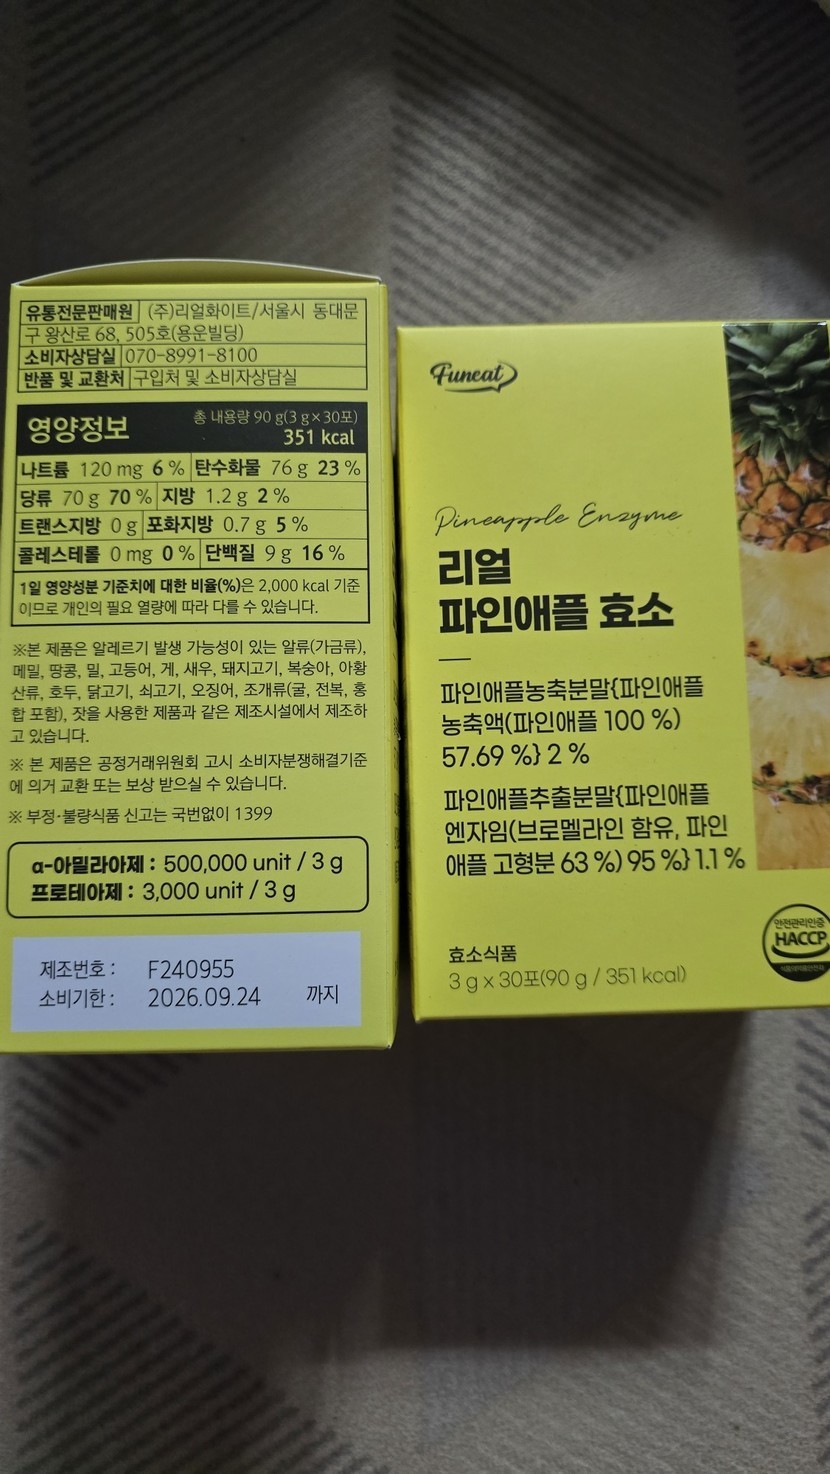 유통전문판매원 (주)리얼화이트/서울시 동대문
구 왕산로 68, 505호(용운빌딩)
소비자상담실 070-8991-8100
반품 및 교환처 구입처 및 소비자상담실
영양정보 총 내용량 90 g(3 g×30포)
351 kcal
나트륨 120 mg 6 % 탄수화물 76 g 23 %
당류 70 g 70 % 지방 1.2 g 2 %
트랜스지방 0 g 포화지방 0.7 g 5 %
콜레스테롤 0 mg 0 % 단백질 9 g 16 %
1일 영양성분 기준치에 대한 비율(%)은 2,000 kcal 기준
이므로 개인의 필요 열량에 따라 다를 수 있습니다.
※본 제품은 알레르기 발생 가능성이 있는 알류(가금류),
메밀, 땅콩, 밀, 고등어, 게, 새우, 돼지고기, 복숭아, 아황
산류, 호두, 닭고기, 쇠고기, 오징어, 조개류(굴, 전복, 홍
합 포함), 잣을 사용한 제품과 같은 제조시설에서 제조하
고 있습니다.
※ 본 제품은 공정거래위원회 고시 소비자분쟁해결기준
에 의거 교환 또는 보상 받으실 수 있습니다.
※ 부정·불량식품 신고는 국번없이 1399
α-아밀라아제 : 500,000 unit / 3 g
프로테아제 : 3,000 unit / 3 g
제조번호 : F240955
소비기한 : 2026.09.24 까지
Funeat
Pineapple Enzyme
리얼
파인애플 효소
파인애플농축분말{파인애플
농축액(파인애플 100 %)
57.69 %} 2 %
파인애플추출분말{파인애플
엔자임(브로멜라인 함유, 파인
애플 고형분 63 %) 95 %} 1.1 %
효소식품
3 g x 30포(90 g / 351 kcal)
안전관리인증
HACCP